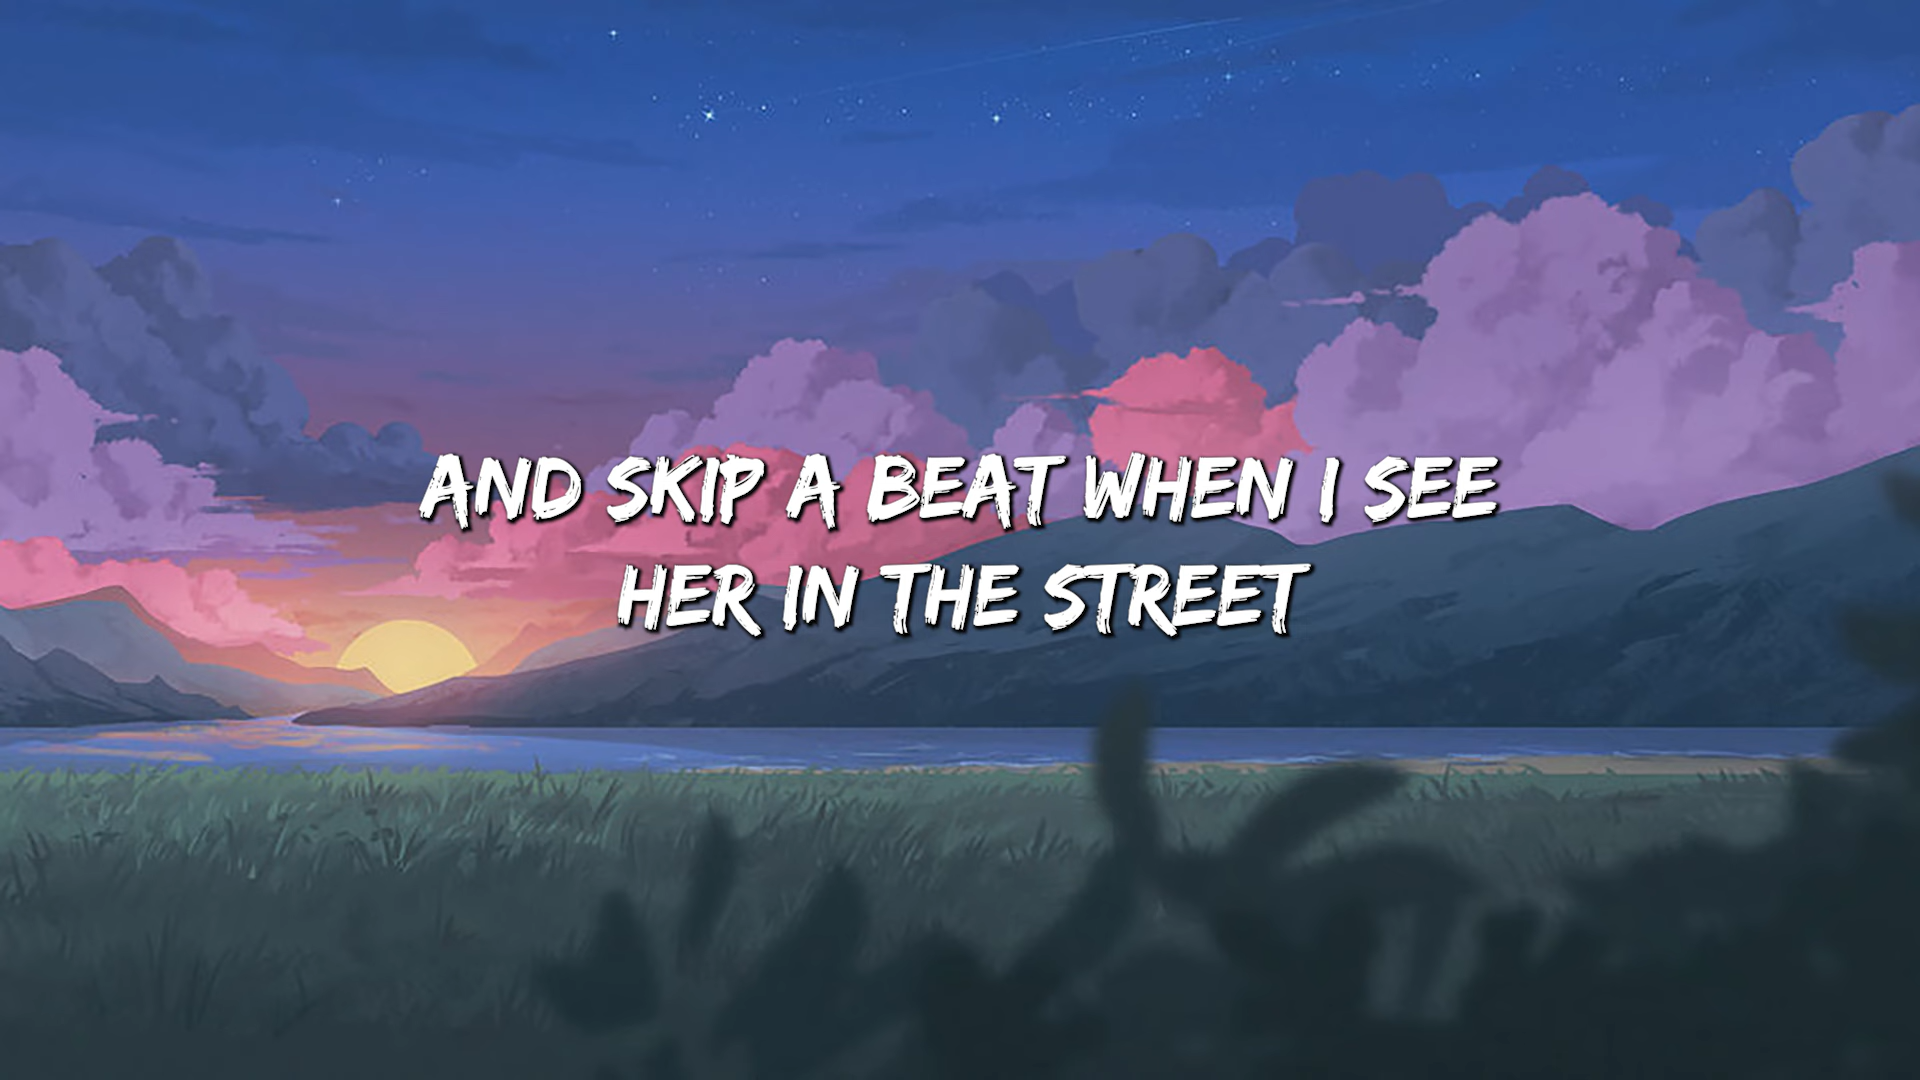 AND SKIP A BEAT WHEN I SEE
HER IN THE STREET